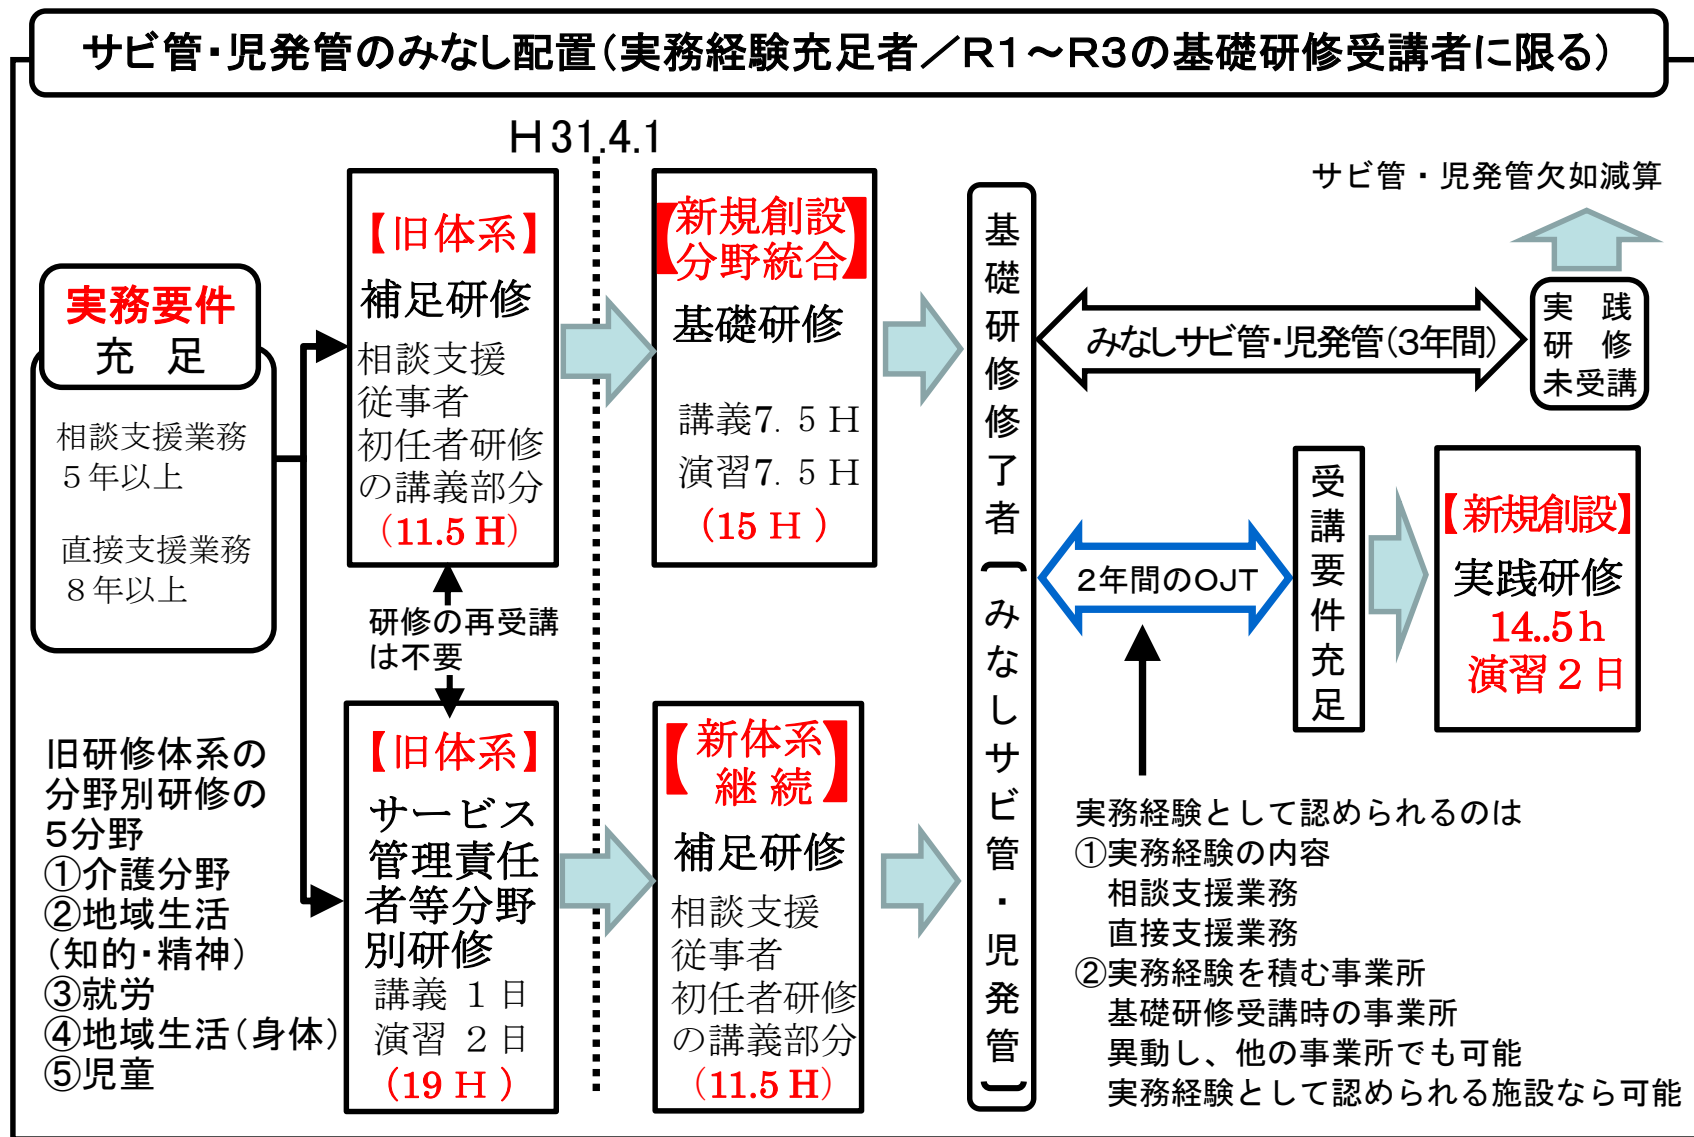 サビ管・児発管のみなし配置(実務経験充足者／R1～R3の基礎研修受講者に限る)
H31.4.1
実務要件
充　足
相談支援業務
５年以上
直接支援業務
８年以上
【旧体系】
補足研修
相談支援
従事者
初任者研修
の講義部分
(11.5 H)
研修の再受講
は不要
【旧体系】
サービス
管理責任
者等分野
別研修
講義 １日
演習 ２日
(19 H )
旧研修体系の
分野別研修の
5分野
①介護分野
②地域生活
(知的・精神)
③就労
④地域生活(身体)
⑤児童
【新規創設
分野統合】
基礎研修
講義7. 5 H
演習7. 5 H
(15 H )
【新体系
継続】
補足研修
相談支援
従事者
初任者研修
の講義部分
(11.5 H)
基礎研修修了者(みなしサビ管・児発管)
サビ管・児発管欠如減算
みなしサビ管・児発管(3年間)
実　践
研　修
未受講
2年間のOJT
受講要件充足
【新規創設】
実践研修
14..5ｈ
演習２日
実務経験として認められるのは
①実務経験の内容
相談支援業務
直接支援業務
②実務経験を積む事業所
基礎研修受講時の事業所
異動し、他の事業所でも可能
実務経験として認められる施設なら可能